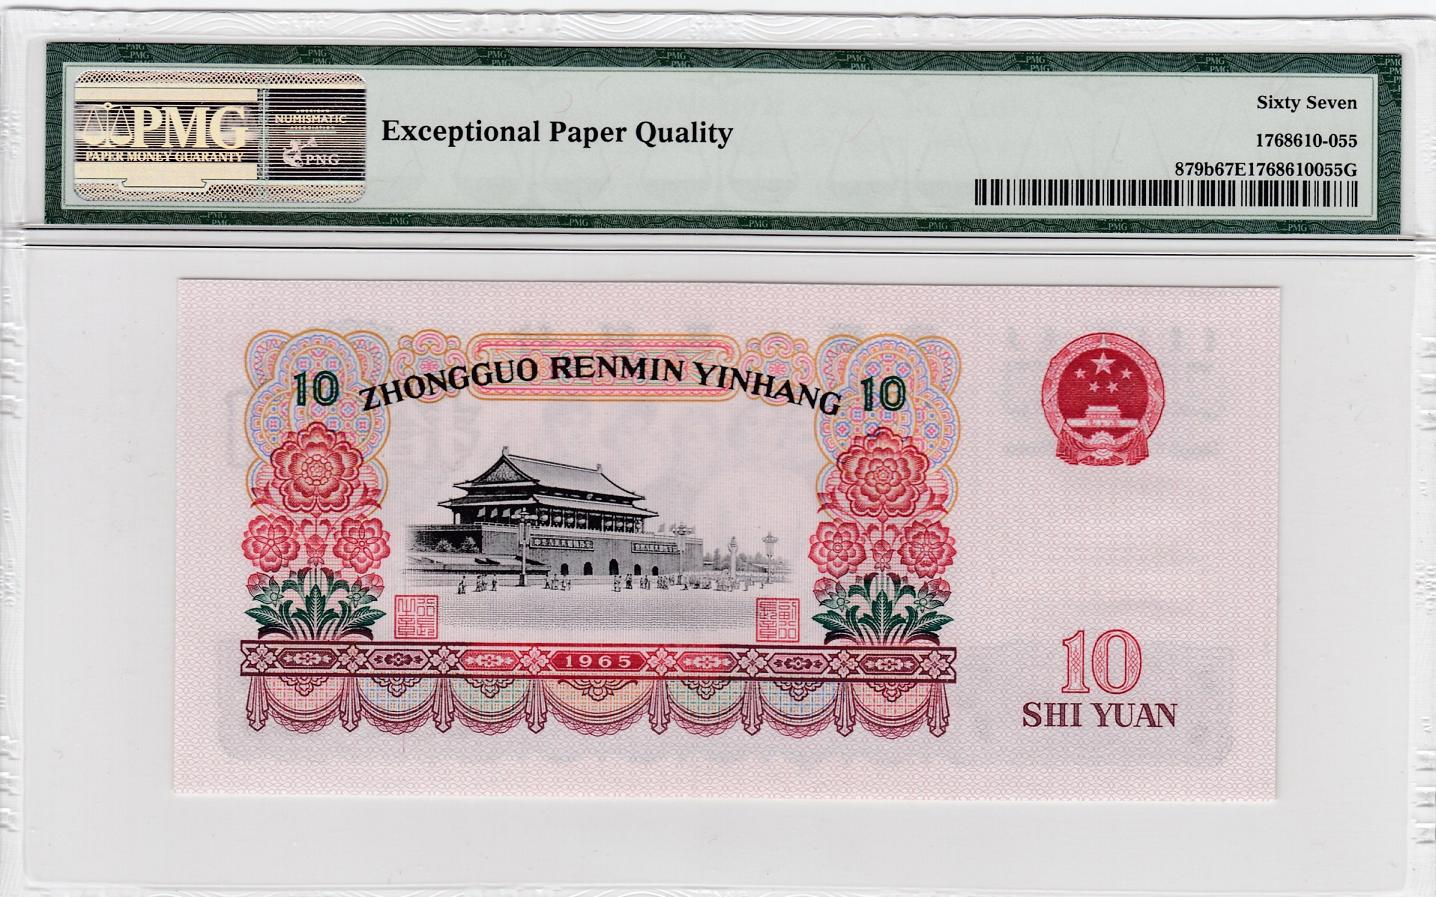 PMG
PAPER MONEY GUARANTY
NUMISMATIC
PNG
Exceptional Paper Quality
Sixty Seven
1768610-055
879b67E1768610055G
ZHONGGUO RENMIN YINHANG
10
10
1965
10
SHI YUAN